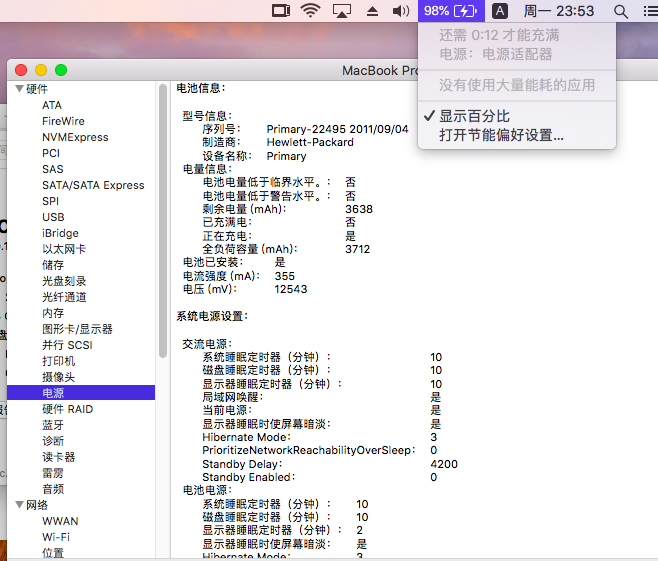 98% A 周一 23:53
还需 0:12 才能充满
电源：电源适配器
没有使用大量能耗的应用
✓ 显示百分比
打开节能偏好设置...
MacBook Pro
硬件
ATA
FireWire
NVMExpress
PCI
SAS
SATA/SATA Express
SPI
USB
iBridge
以太网卡
储存
光盘刻录
光纤通道
内存
图形卡/显示器
并行 SCSI
打印机
摄像头
电源
硬件 RAID
蓝牙
诊断
读卡器
雷雳
音频
网络
WWAN
Wi-Fi
位置
电池信息：
型号信息：
序列号： Primary-22495 2011/09/04
制造商： Hewlett-Packard
设备名称： Primary
电量信息：
电池电量低于临界水平。： 否
电池电量低于警告水平。： 否
剩余电量 (mAh)： 3638
已充满电： 否
正在充电： 是
全负荷容量 (mAh)： 3712
电池已安装： 是
电流强度 (mA)： 355
电压 (mV)： 12543
系统电源设置：
交流电源：
系统睡眠定时器（分钟）： 10
磁盘睡眠定时器（分钟）： 10
显示器睡眠定时器（分钟）： 10
局域网唤醒： 是
当前电源： 是
显示器睡眠时使屏幕暗淡： 是
Hibernate Mode： 3
PrioritizeNetworkReachabilityOverSleep： 0
Standby Delay： 4200
Standby Enabled： 0
电池电源：
系统睡眠定时器（分钟）： 10
磁盘睡眠定时器（分钟）： 10
显示器睡眠定时器（分钟）： 2
显示器睡眠时使屏幕暗淡： 是
Hibernate Mode： 3